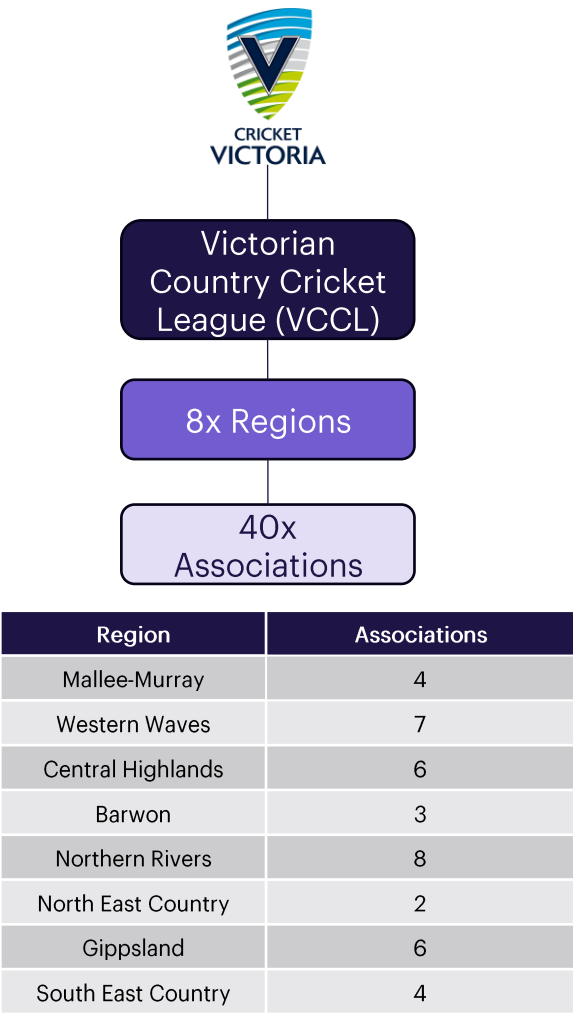 CRICKET
VICTORIA
Victorian
Country Cricket
League (VCCL)
8x Regions
40x
Associations
Region Associations
Mallee-Murray 4
Western Waves 7
Central Highlands 6
Barwon 3
Northern Rivers 8
North East Country 2
Gippsland 6
South East Country 4